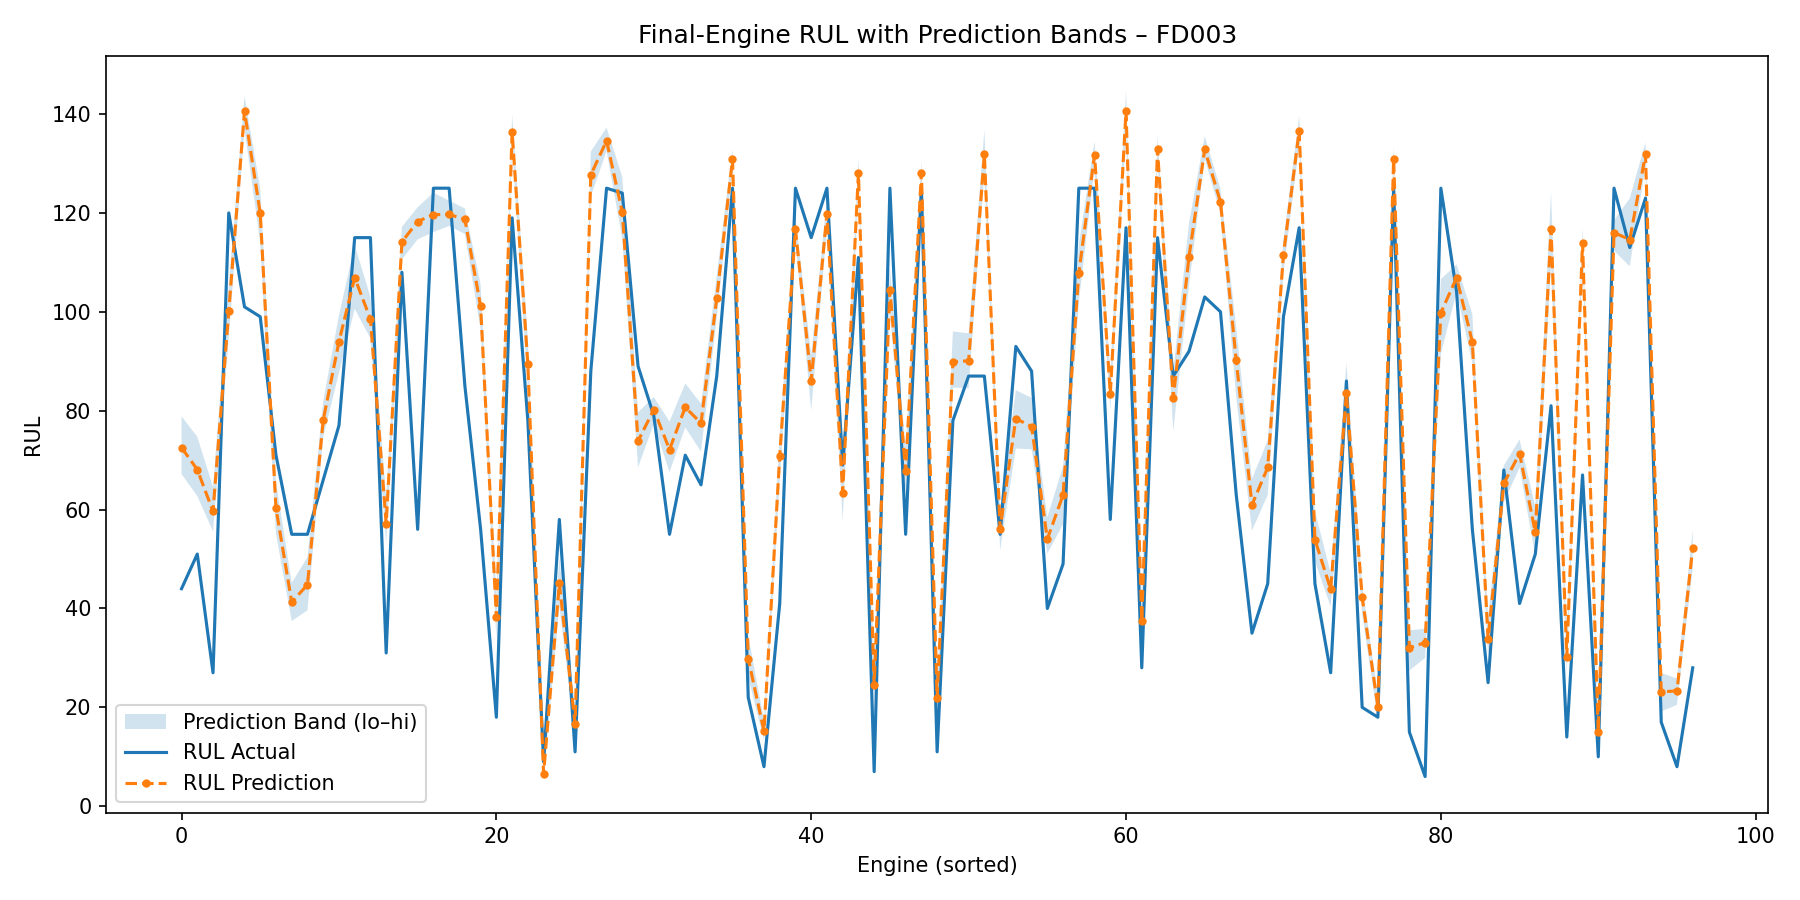 Final-Engine RUL with Prediction Bands – FD003
RUL
140
120
100
80
60
40
20
0
Prediction Band (lo–hi)
RUL Actual
RUL Prediction
0 20 40 60 80 100
Engine (sorted)